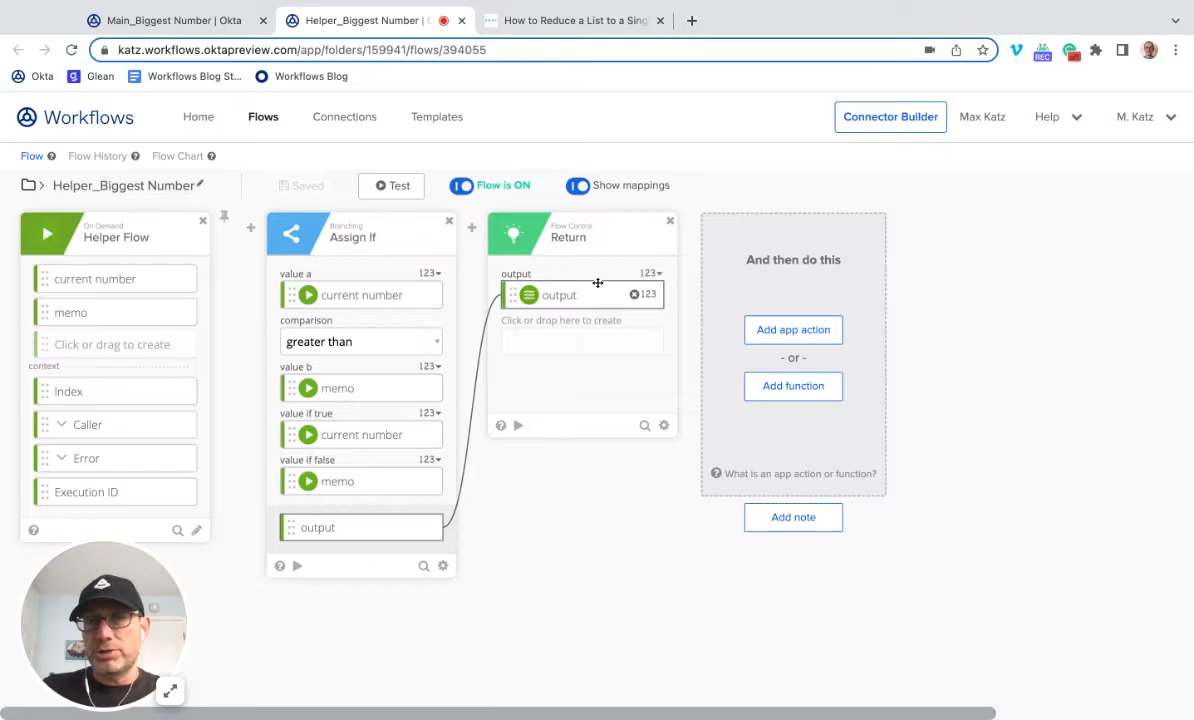 Main_Biggest Number | Okta
Helper_Biggest Number | O
How to Reduce a List to a Sing
katz.workflows.oktapreview.com/app/folders/159941/flows/394055
REC
off
Okta
Glean
Workflows Blog St...
Workflows Blog
Workflows
Home
Flows
Connections
Templates
Connector Builder
Max Katz
Help
M. Katz
Flow
Flow History
Flow Chart
Helper_Biggest Number
Saved
Test
Flow is ON
Show mappings
On Demand
Helper Flow
current number
memo
Click or drag to create
context
Index
Caller
Error
Execution ID
Branching
Assign If
value a 123
current number
comparison
greater than
value b 123
memo
value if true 123
current number
value if false 123
memo
output
Flow Control
Return
output 123
output 123
Click or drop here to create
And then do this
Add app action
- or -
Add function
What is an app action or function?
Add note